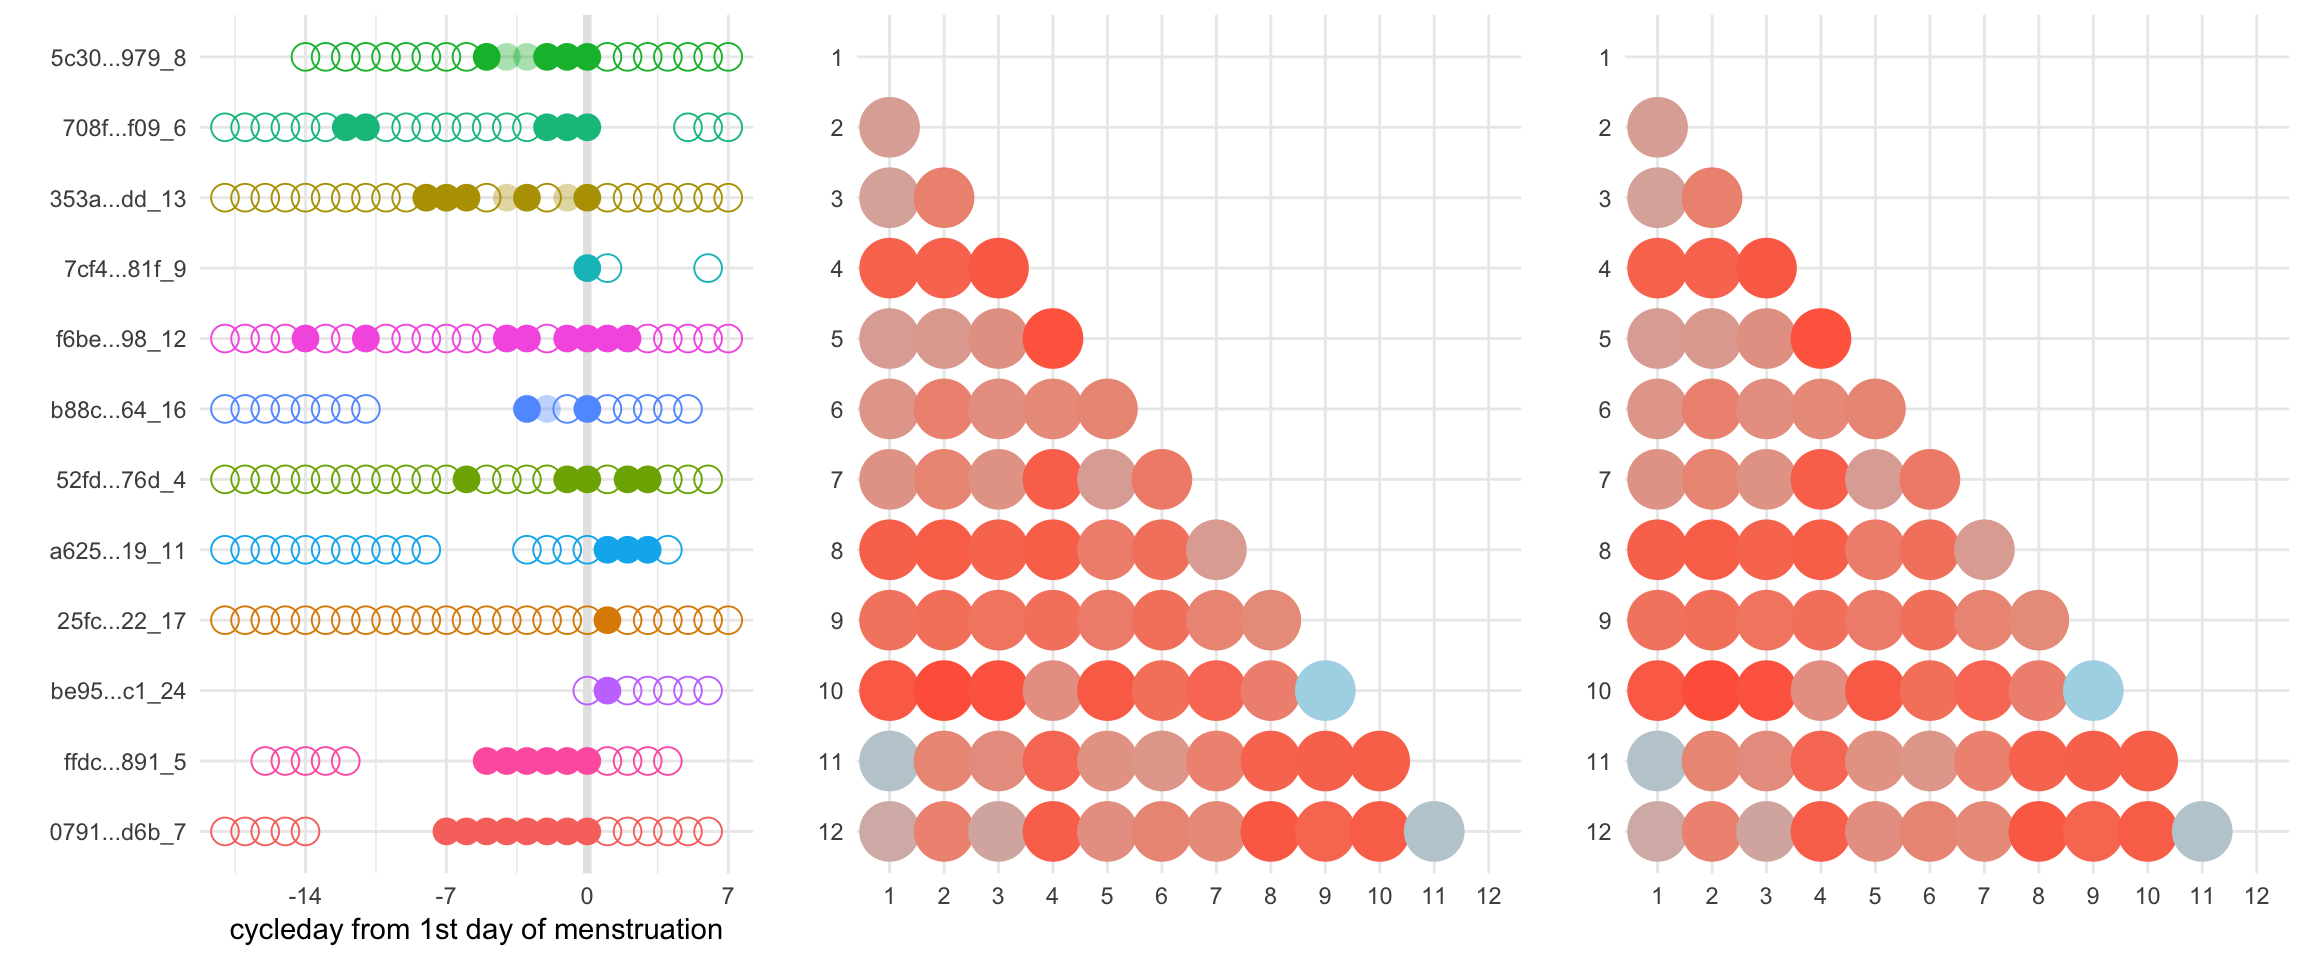 5c30...979_8
708f...f09_6
353a...dd_13
7cf4...81f_9
f6be...98_12
b88c...64_16
52fd...76d_4
a625...19_11
25fc...22_17
be95...c1_24
ffdc...891_5
0791...d6b_7
-14 -7 0 7
cycleday from 1st day of menstruation
1
2
3
4
5
6
7
8
9
10
11
12
1 2 3 4 5 6 7 8 9 10 11 12
1
2
3
4
5
6
7
8
9
10
11
12
1 2 3 4 5 6 7 8 9 10 11 12